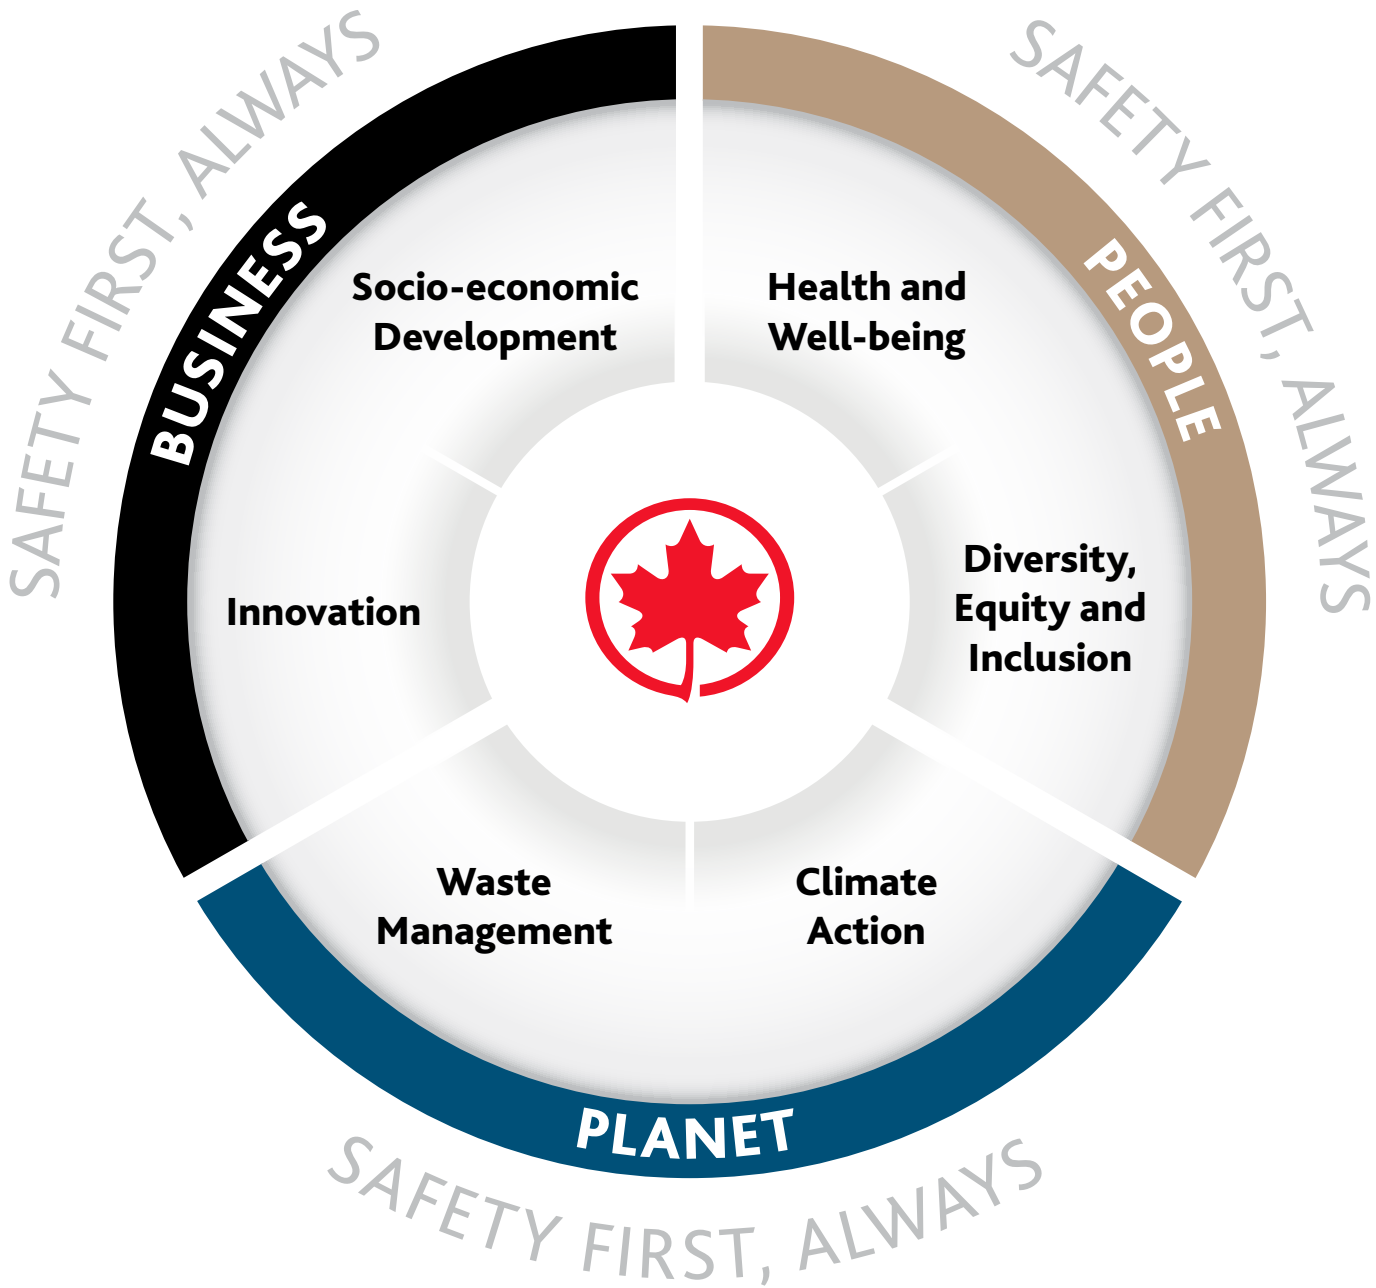 SAFETY FIRST, ALWAYS
SAFETY FIRST, ALWAYS
BUSINESS
PEOPLE
Socio-economic
Development
Health and
Well-being
Innovation
Diversity,
Equity and
Inclusion
Waste
Management
Climate
Action
PLANET
SAFETY FIRST, ALWAYS